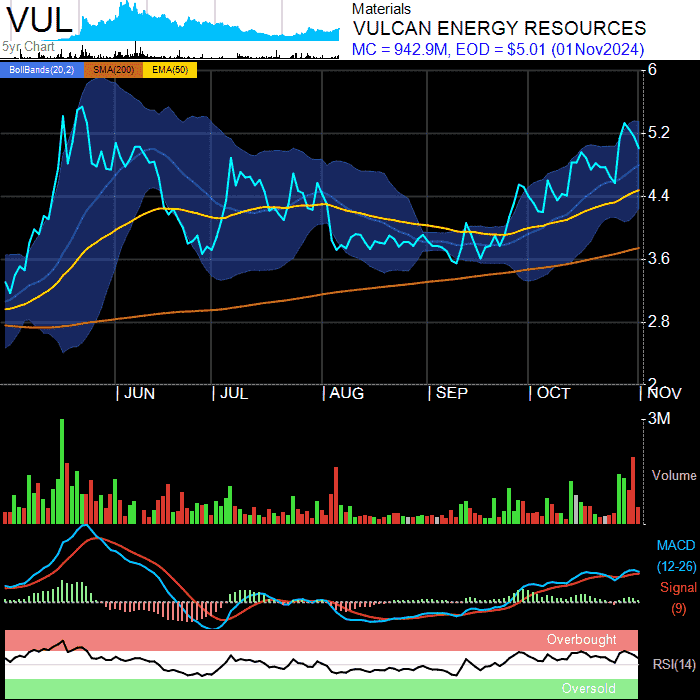 VUL
5yr Chart
Materials
VULCAN ENERGY RESOURCES
MC = 942.9M, EOD = $5.01 (01Nov2024)
BollBands(20,2) SMA(200) EMA(50)
6
5.2
4.4
3.6
2.8
2
JUN JUL AUG SEP OCT NOV
3M
Volume
MACD
(12-26)
Signal
(9)
Overbought
RSI(14)
Oversold